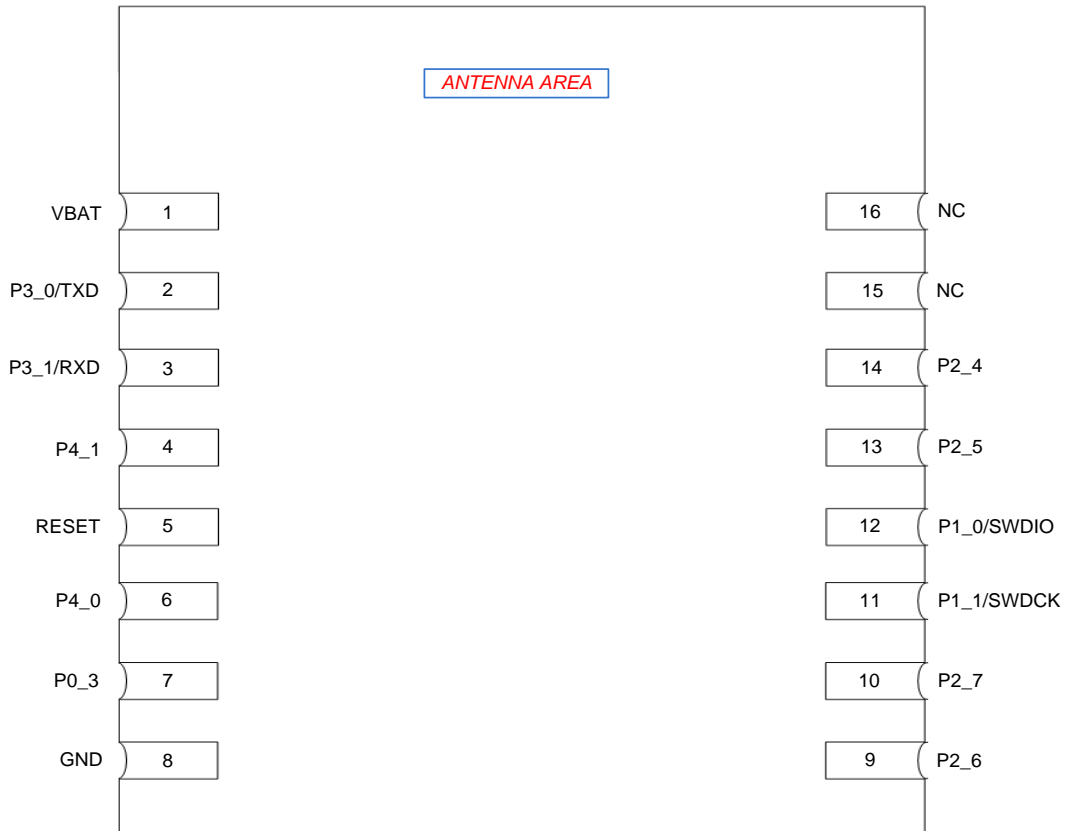 ANTENNA AREA
VBAT 1 16 NC
P3_0/TXD 2 15 NC
P3_1/RXD 3 14 P2_4
P4_1 4 13 P2_5
RESET 5 12 P1_0/SWDIO
P4_0 6 11 P1_1/SWDCK
P0_3 7 10 P2_7
GND 8 9 P2_6